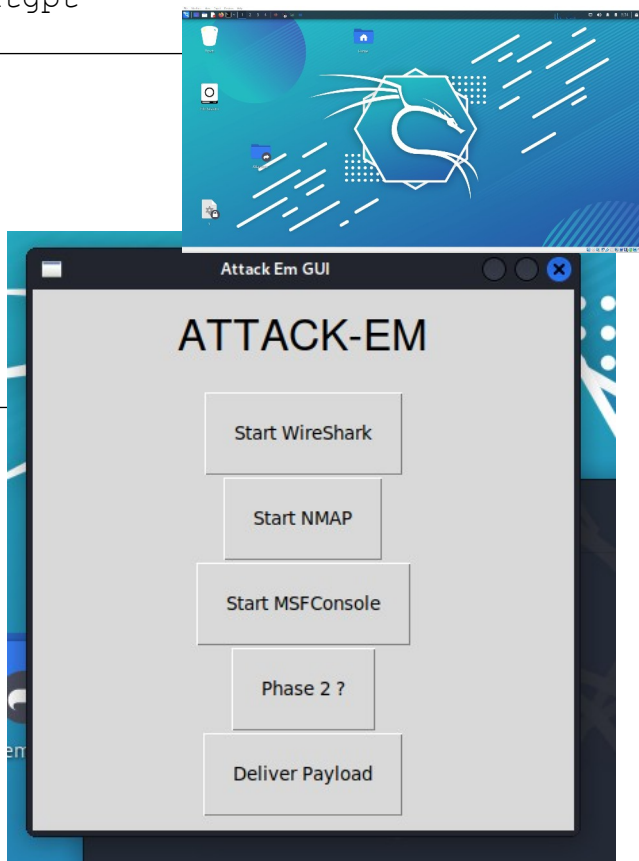 Attack Em GUI
ATTACK-EM
Start WireShark
Start NMAP
Start MSFConsole
Phase 2 ?
Deliver Payload